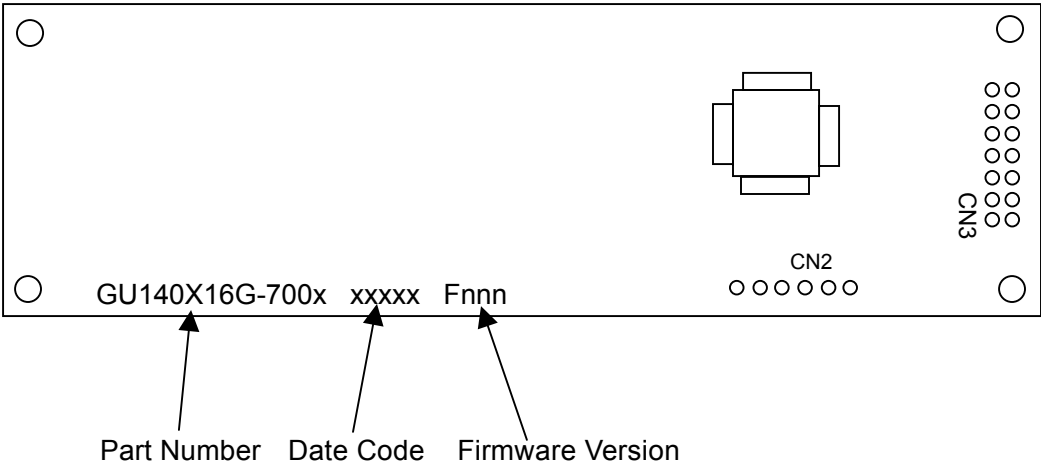 CN3
CN2
GU140X16G-700x xxxxx Fnnn
Part Number Date Code Firmware Version